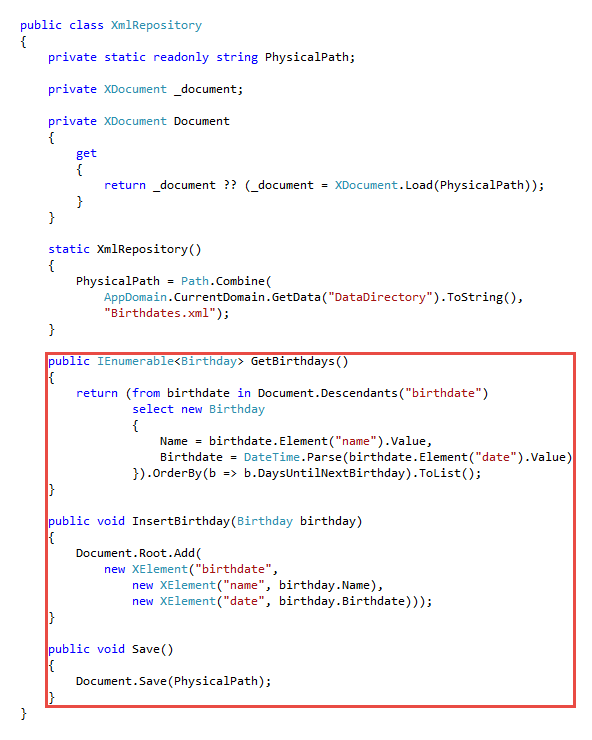 public class XmlRepository
{
    private static readonly string PhysicalPath;

    private XDocument _document;

    private XDocument Document
    {
        get
        {
            return _document ?? (_document = XDocument.Load(PhysicalPath));
        }
    }

    static XmlRepository()
    {
        PhysicalPath = Path.Combine(
            AppDomain.CurrentDomain.GetData("DataDirectory").ToString(),
            "Birthdates.xml");
    }

    public IEnumerable<Birthday> GetBirthdays()
    {
        return (from birthdate in Document.Descendants("birthdate")
                select new Birthday
                {
                    Name = birthdate.Element("name").Value,
                    Birthdate = DateTime.Parse(birthdate.Element("date").Value)
                }).OrderBy(b => b.DaysUntilNextBirthday).ToList();
    }

    public void InsertBirthday(Birthday birthday)
    {
        Document.Root.Add(
            new XElement("birthdate",
                new XElement("name", birthday.Name),
                new XElement("date", birthday.Birthdate)));
    }

    public void Save()
    {
        Document.Save(PhysicalPath);
    }
}